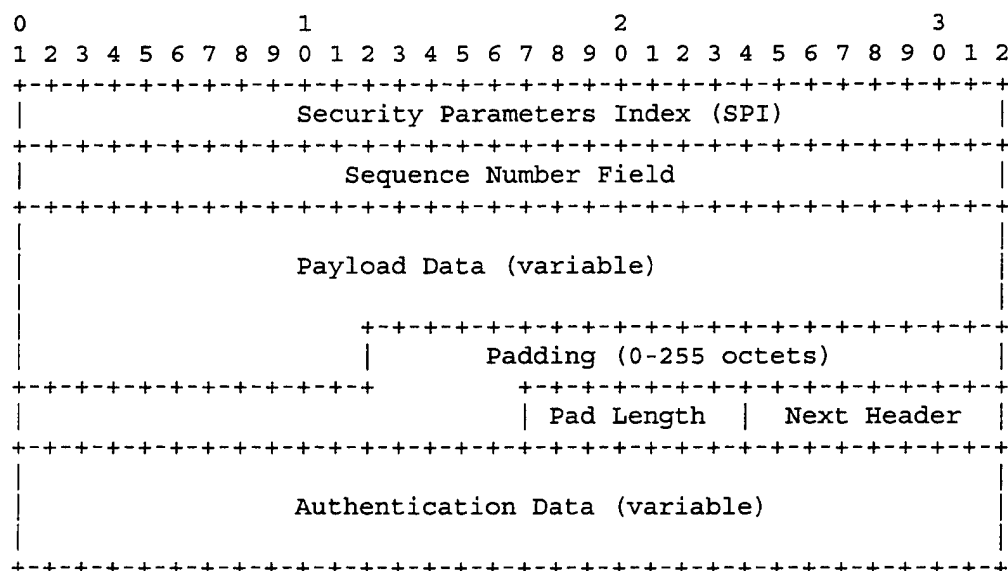 0 1 2 3
1 2 3 4 5 6 7 8 9 0 1 2 3 4 5 6 7 8 9 0 1 2 3 4 5 6 7 8 9 0 1 2
+-+-+-+-+-+-+-+-+-+-+-+-+-+-+-+-+-+-+-+-+-+-+-+-+-+-+-+-+-+-+-+-+
| Security Parameters Index (SPI) |
+-+-+-+-+-+-+-+-+-+-+-+-+-+-+-+-+-+-+-+-+-+-+-+-+-+-+-+-+-+-+-+-+
| Sequence Number Field |
+-+-+-+-+-+-+-+-+-+-+-+-+-+-+-+-+-+-+-+-+-+-+-+-+-+-+-+-+-+-+-+-+
| |
| Payload Data (variable) |
| |
| +-+-+-+-+-+-+-+-+-+-+-+-+-+-+-+-+-+-+-+-+-+
| | Padding (0-255 octets) |
+-+-+-+-+-+-+-+-+-+-+-+ +-+-+-+-+-+-+-+-+-+-+-+-+-+-+-+-+
| | Pad Length | Next Header |
+-+-+-+-+-+-+-+-+-+-+-+-+-+-+-+-+-+-+-+-+-+-+-+-+-+-+-+-+-+-+-+-+
| |
| Authentication Data (variable) |
| |
+-+-+-+-+-+-+-+-+-+-+-+-+-+-+-+-+-+-+-+-+-+-+-+-+-+-+-+-+-+-+-+-+